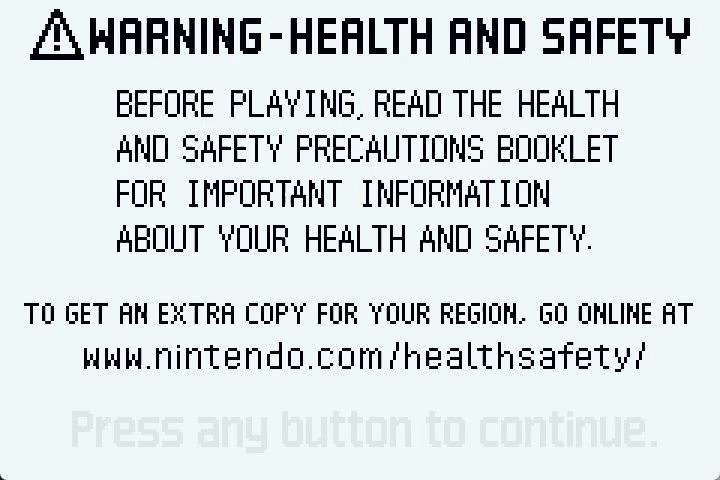 ⚠WARNING-HEALTH AND SAFETY
BEFORE PLAYING, READ THE HEALTH
AND SAFETY PRECAUTIONS BOOKLET
FOR IMPORTANT INFORMATION
ABOUT YOUR HEALTH AND SAFETY.
TO GET AN EXTRA COPY FOR YOUR REGION, GO ONLINE AT
www.nintendo.com/healthsafety/
Press any button to continue.